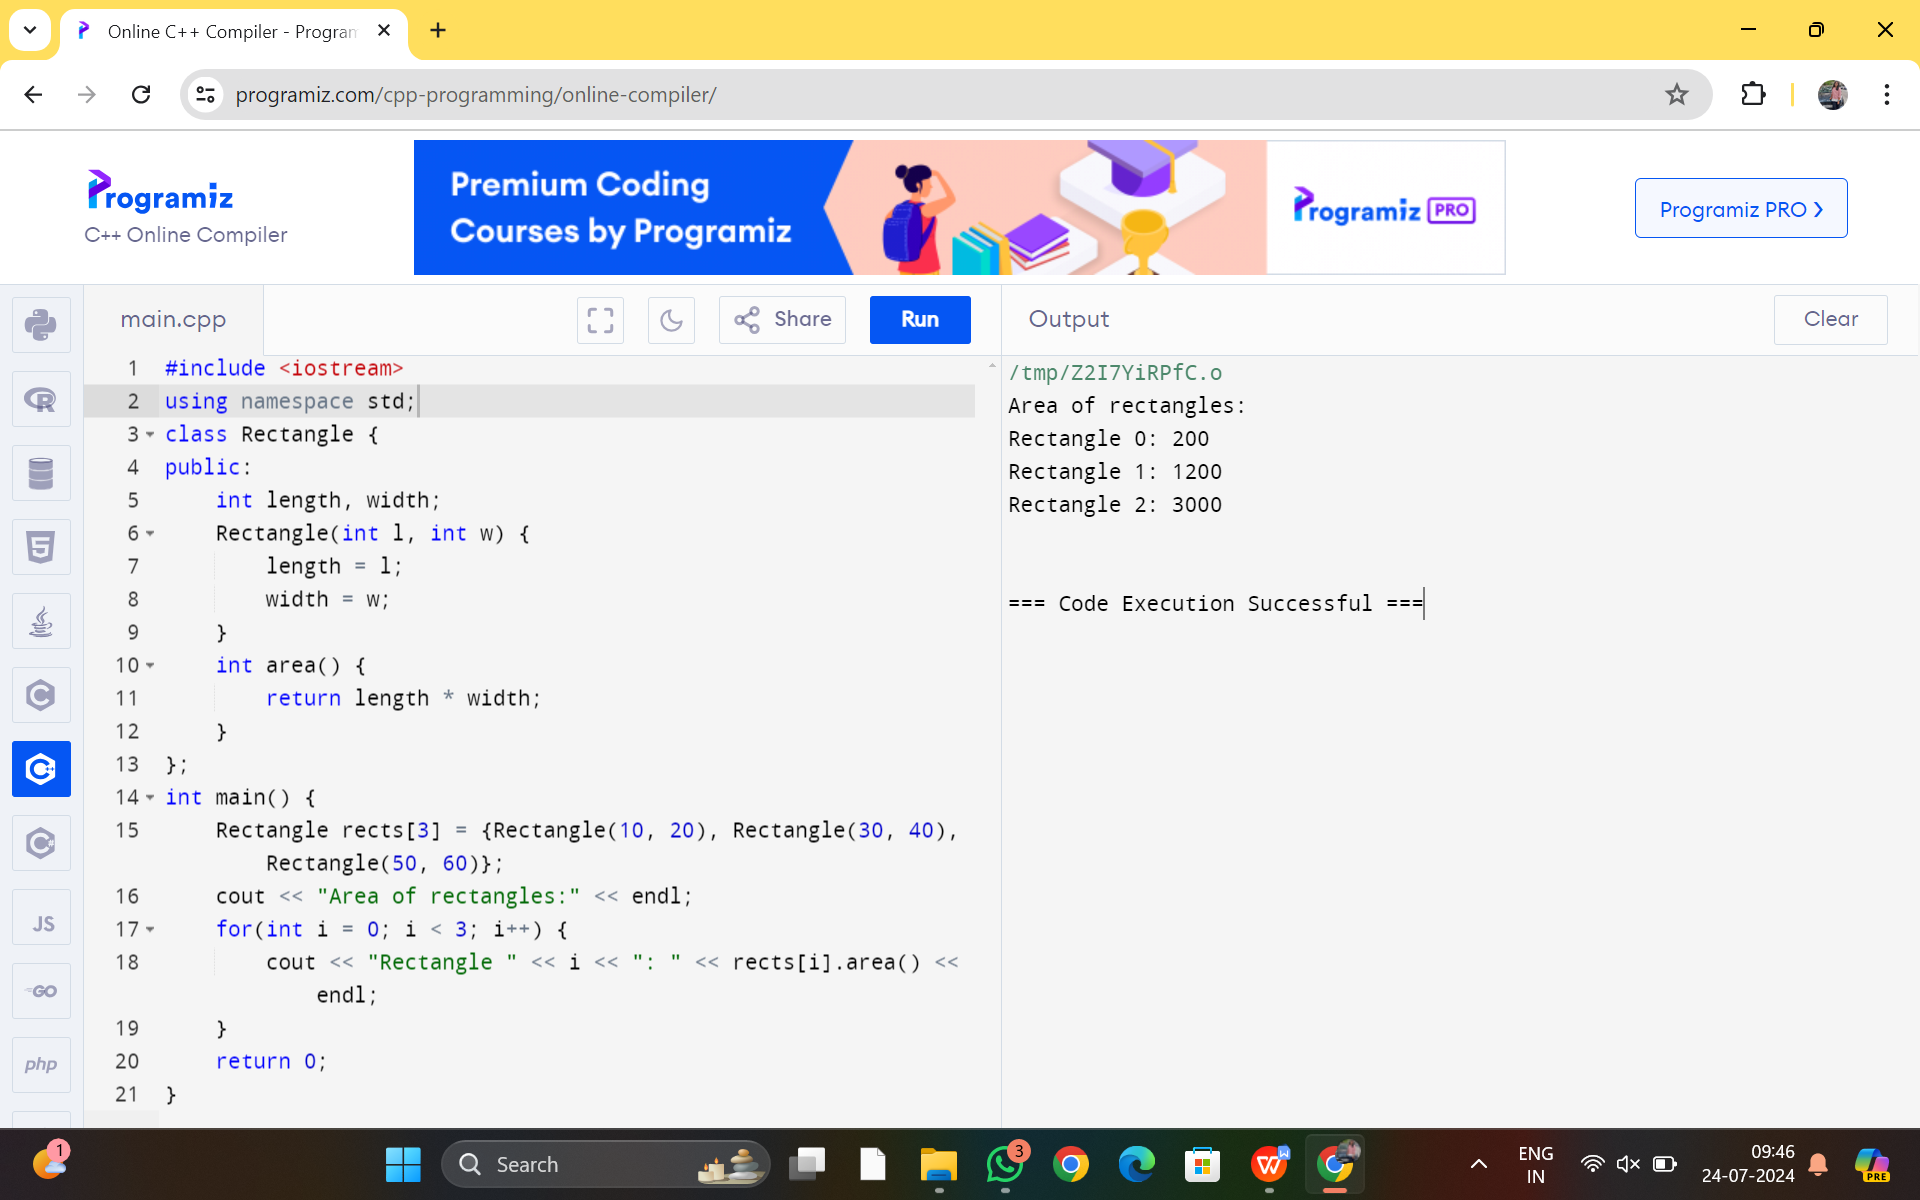 Online C++ Compiler - Program
programiz.com/cpp-programming/online-compiler/
Programiz
C++ Online Compiler
Premium Coding
Courses by Programiz
Programiz PRO
Programiz PRO ❯
main.cpp
Share
Run
Output
Clear
1 #include <iostream>
2 using namespace std;
3 class Rectangle {
4 public:
5     int length, width;
6     Rectangle(int l, int w) {
7         length = l;
8         width = w;
9     }
10     int area() {
11         return length * width;
12     }
13 };
14 int main() {
15     Rectangle rects[3] = {Rectangle(10, 20), Rectangle(30, 40),
        Rectangle(50, 60)};
16     cout << "Area of rectangles:" << endl;
17     for(int i = 0; i < 3; i++) {
18         cout << "Rectangle " << i << ": " << rects[i].area() <<
            endl;
19     }
20     return 0;
21 }
/tmp/Z2I7YiRPfC.o
Area of rectangles:
Rectangle 0: 200
Rectangle 1: 1200
Rectangle 2: 3000
=== Code Execution Successful ===
R
5
C
C++
C#
JS
GO
php
1
Search
3
W
W
ENG
IN
09:46
24-07-2024
PRE